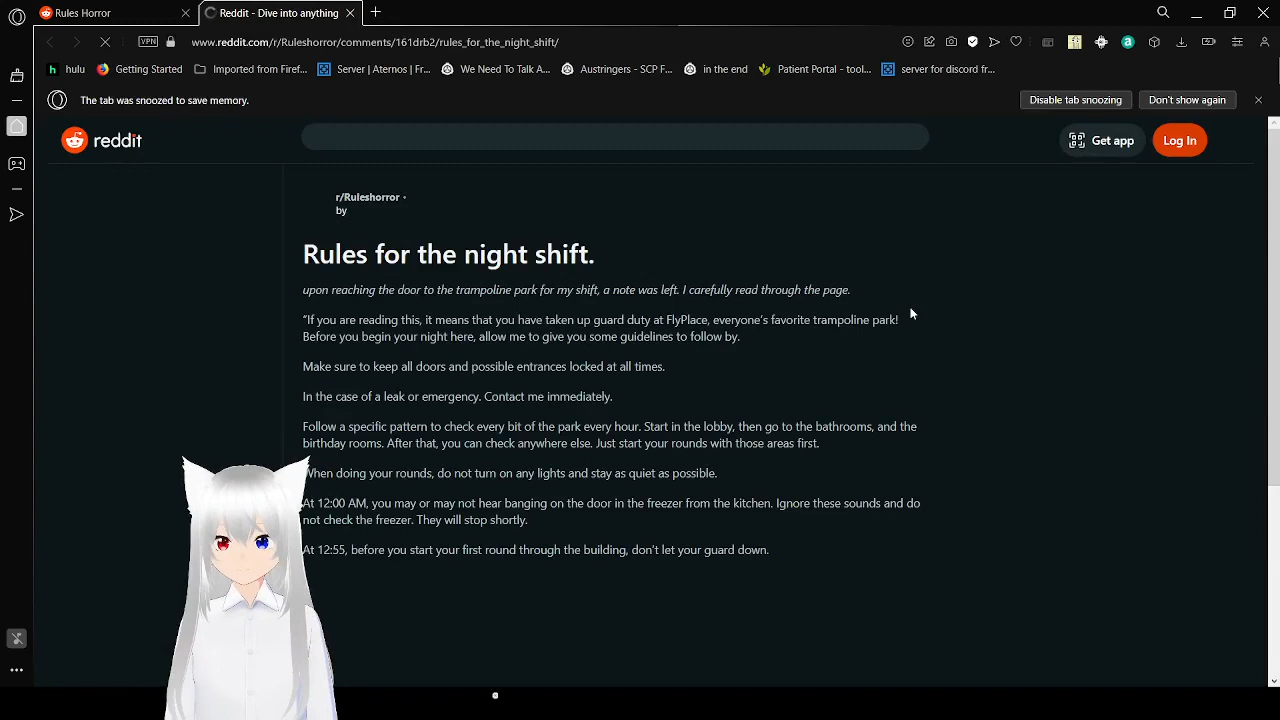 Rules Horror
Reddit - Dive into anything
VPN
www.reddit.com/r/Ruleshorror/comments/161drb2/rules_for_the_night_shift/
hulu
Getting Started
Imported from Firef...
Server | Aternos | Fr...
We Need To Talk A...
Austringers - SCP F...
in the end
Patient Portal - tool...
server for discord fr...
The tab was snoozed to save memory.
Disable tab snoozing
Don't show again
reddit
Get app
Log In
r/Ruleshorror •
by
Rules for the night shift.
upon reaching the door to the trampoline park for my shift, a note was left. I carefully read through the page.
“If you are reading this, it means that you have taken up guard duty at FlyPlace, everyone’s favorite trampoline park!
Before you begin your night here, allow me to give you some guidelines to follow by.
Make sure to keep all doors and possible entrances locked at all times.
In the case of a leak or emergency. Contact me immediately.
Follow a specific pattern to check every bit of the park every hour. Start in the lobby, then go to the bathrooms, and the
birthday rooms. After that, you can check anywhere else. Just start your rounds with those areas first.
When doing your rounds, do not turn on any lights and stay as quiet as possible.
At 12:00 AM, you may or may not hear banging on the door in the freezer from the kitchen. Ignore these sounds and do
not check the freezer. They will stop shortly.
At 12:55, before you start your first round through the building, don’t let your guard down.